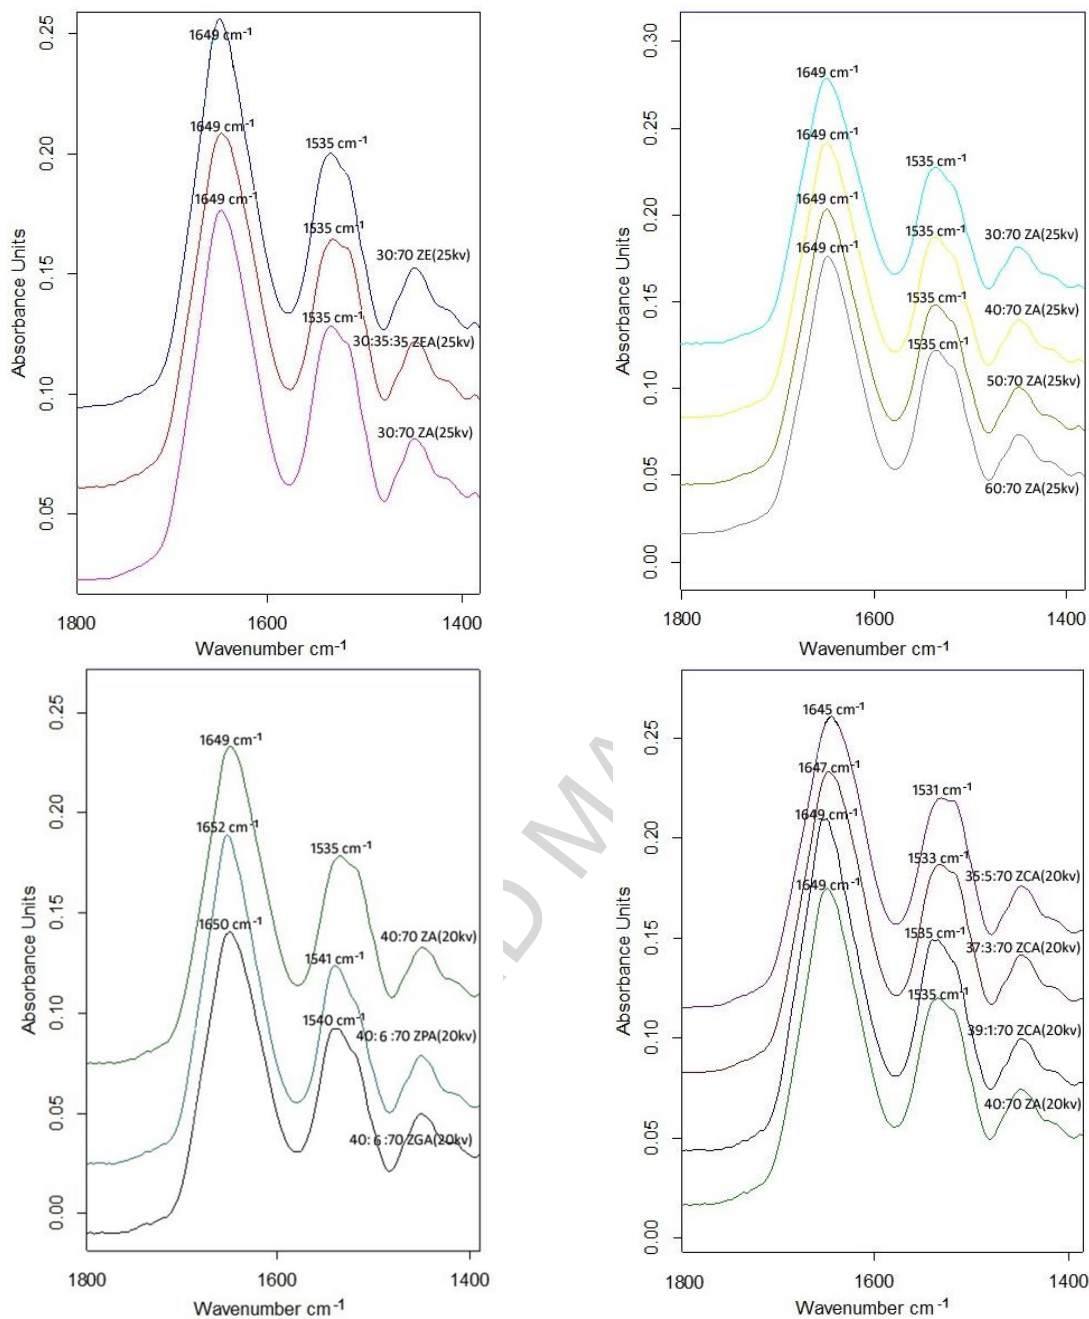 0.25
0.20
0.15
0.10
0.05
Absorbance Units
1649 cm-1
1649 cm-1
1649 cm-1
1535 cm-1
1535 cm-1
1535 cm-1
30:70 ZE(25kv)
30:35:35 ZEA(25kv)
30:70 ZA(25kv)
1800 1600 1400
Wavenumber cm-1
0.30
0.25
0.20
0.15
0.10
0.05
0.00
Absorbance Units
1649 cm-1
1649 cm-1
1649 cm-1
1649 cm-1
1535 cm-1
1535 cm-1
1535 cm-1
1535 cm-1
30:70 ZA(25kv)
40:70 ZA(25kv)
50:70 ZA(25kv)
60:70 ZA(25kv)
1800 1600 1400
Wavenumber cm-1
0.25
0.20
0.15
0.10
0.05
0.00
Absorbance Units
1649 cm-1
1652 cm-1
1650 cm-1
1535 cm-1
1541 cm-1
1540 cm-1
40:70 ZA(20kv)
40:6:70 ZPA(20kv)
40:6:70 ZGA(20kv)
1800 1600 1400
Wavenumber cm-1
0.25
0.20
0.15
0.10
0.05
0.00
Absorbance Units
1645 cm-1
1647 cm-1
1649 cm-1
1649 cm-1
1531 cm-1
1533 cm-1
1535 cm-1
1535 cm-1
35:5:70 ZCA(20kv)
37:3:70 ZCA(20kv)
39:1:70 ZCA(20kv)
40:70 ZA(20kv)
1800 1600 1400
Wavenumber cm-1